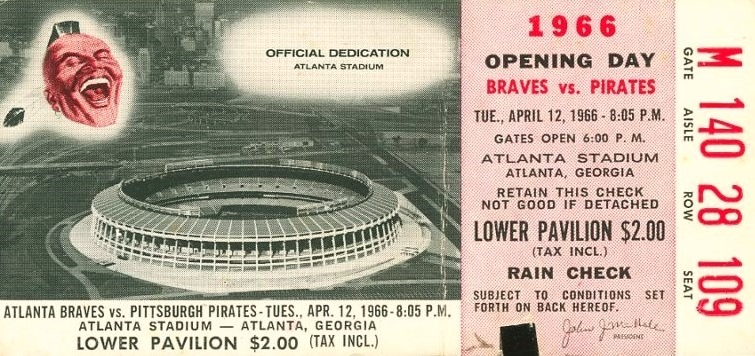 OFFICIAL DEDICATION
ATLANTA STADIUM
ATLANTA BRAVES vs. PITTSBURGH PIRATES-TUES., APR. 12, 1966-8:05 P.M.
ATLANTA STADIUM — ATLANTA, GEORGIA
LOWER PAVILION $2.00 (TAX INCL.)
1966
OPENING DAY
BRAVES vs. PIRATES
TUE., APRIL 12, 1966-8:05 P.M.
GATES OPEN 6:00 P. M.
ATLANTA STADIUM
ATLANTA, GEORGIA
RETAIN THIS CHECK
NOT GOOD IF DETACHED
LOWER PAVILION $2.00
(TAX INCL.)
RAIN CHECK
SUBJECT TO CONDITIONS SET
FORTH ON BACK HEREOF.
John J. McHale
PRESIDENT
GATE M
AISLE 140
ROW 28
SEAT 109